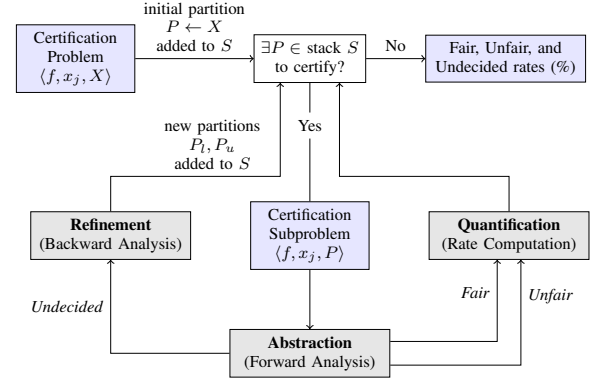 initial partition
P ← X
added to S
Certification
Problem
⟨f, x_j, X⟩
∃P ∈ stack S
to certify?
No
Fair, Unfair, and
Undecided rates (%)
new partitions
P_l, P_u
added to S
Yes
Refinement
(Backward Analysis)
Certification
Subproblem
⟨f, x_j, P⟩
Quantification
(Rate Computation)
Undecided
Fair
Unfair
Abstraction
(Forward Analysis)